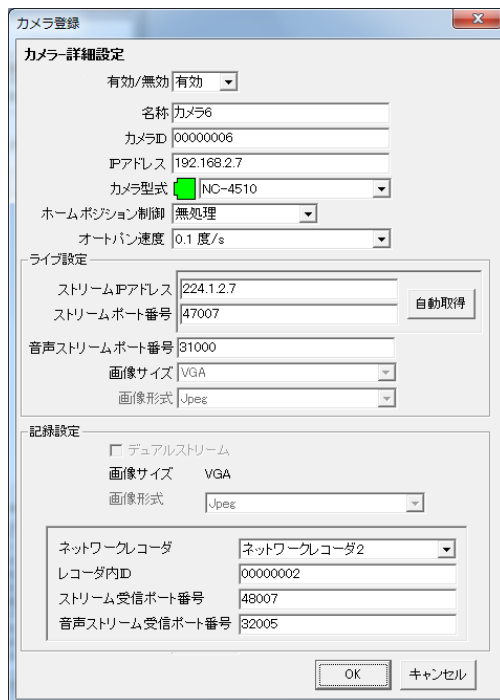 カメラ登録
カメラー詳細設定
有効/無効 有効
名称 カメラ6
カメラID 00000006
IPアドレス 192.168.2.7
カメラ型式 NC-4510
ホームポジション制御 無処理
オートパン速度 0.1 度/s
ライブ設定
ストリームIPアドレス 224.1.2.7
自動取得
ストリームポート番号 47007
音声ストリームポート番号 31000
画像サイズ VGA
画像形式 Jpeg
記録設定
デュアルストリーム
画像サイズ VGA
画像形式 Jpeg
ネットワークレコーダ ネットワークレコーダ2
レコーダ内ID 00000002
ストリーム受信ポート番号 48007
音声ストリーム受信ポート番号 32005
OK キャンセル